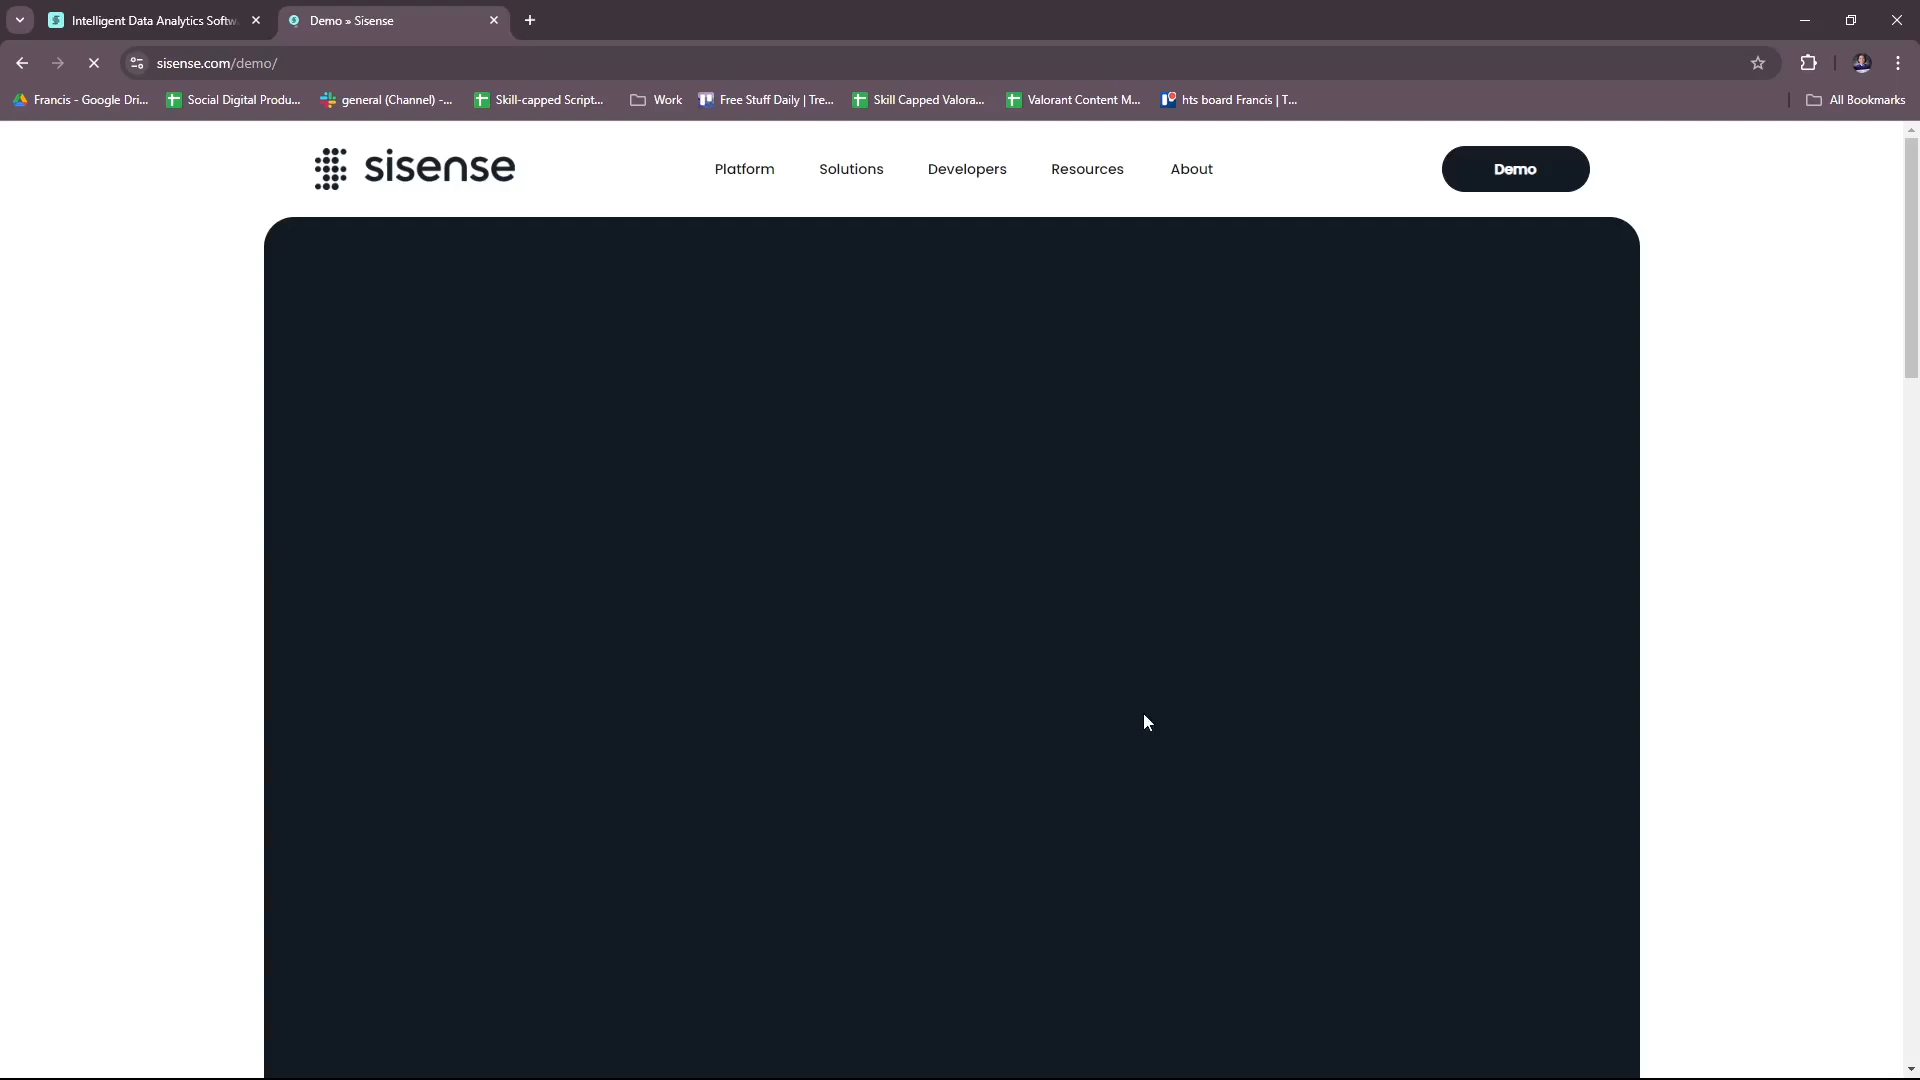 Intelligent Data Analytics Softw
Demo » Sisense
sisense.com/demo/
Francis - Google Dri...
Social Digital Produ...
general (Channel) -...
Skill-capped Script...
Work
Free Stuff Daily | Tre...
Skill Capped Valora...
Valorant Content M...
hts board Francis | T...
All Bookmarks
sisense
Platform
Solutions
Developers
Resources
About
Demo